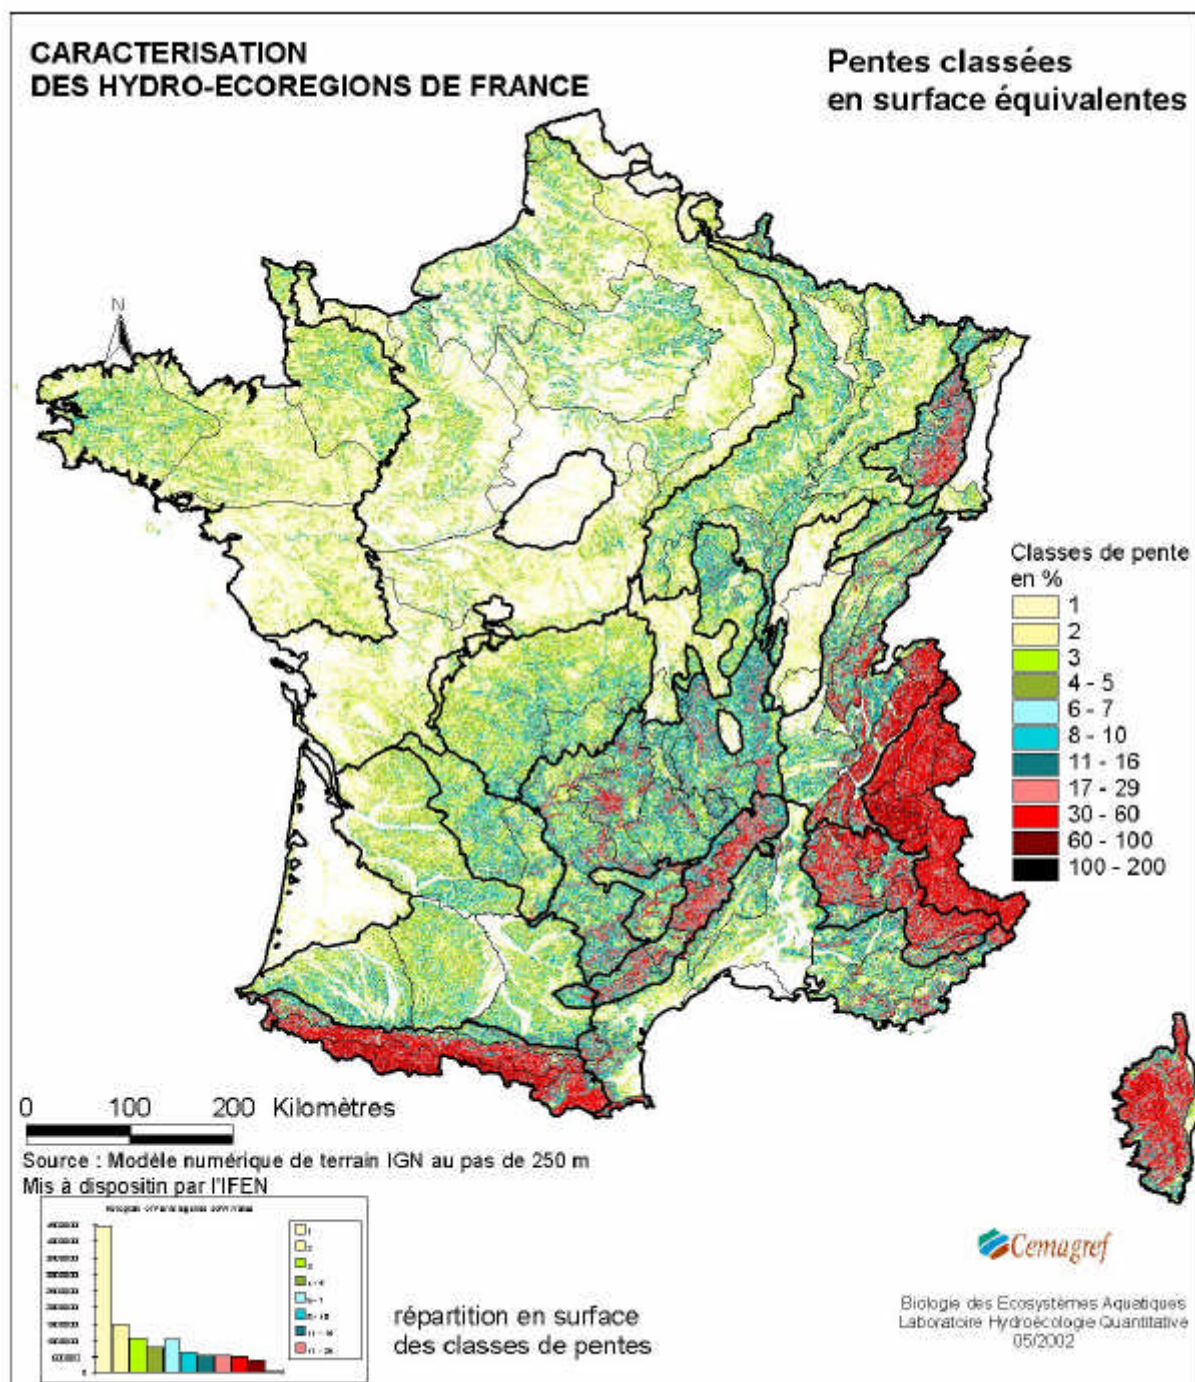 CARACTERISATION
DES HYDRO-ECOREGIONS DE FRANCE
Pentes classées
en surface équivalentes
N
Classes de pente
en %
1
2
3
4 - 5
6 - 7
8 - 10
11 - 16
17 - 29
30 - 60
60 - 100
100 - 200
0 100 200 Kilomètres
Source : Modèle numérique de terrain IGN au pas de 250 m
Mis à dispositin par l'IFEN
répartition en surface
des classes de pentes
Cemagref
Biologie des Ecosystèmes Aquatiques
Laboratoire Hydroécologie Quantitative
05/2002